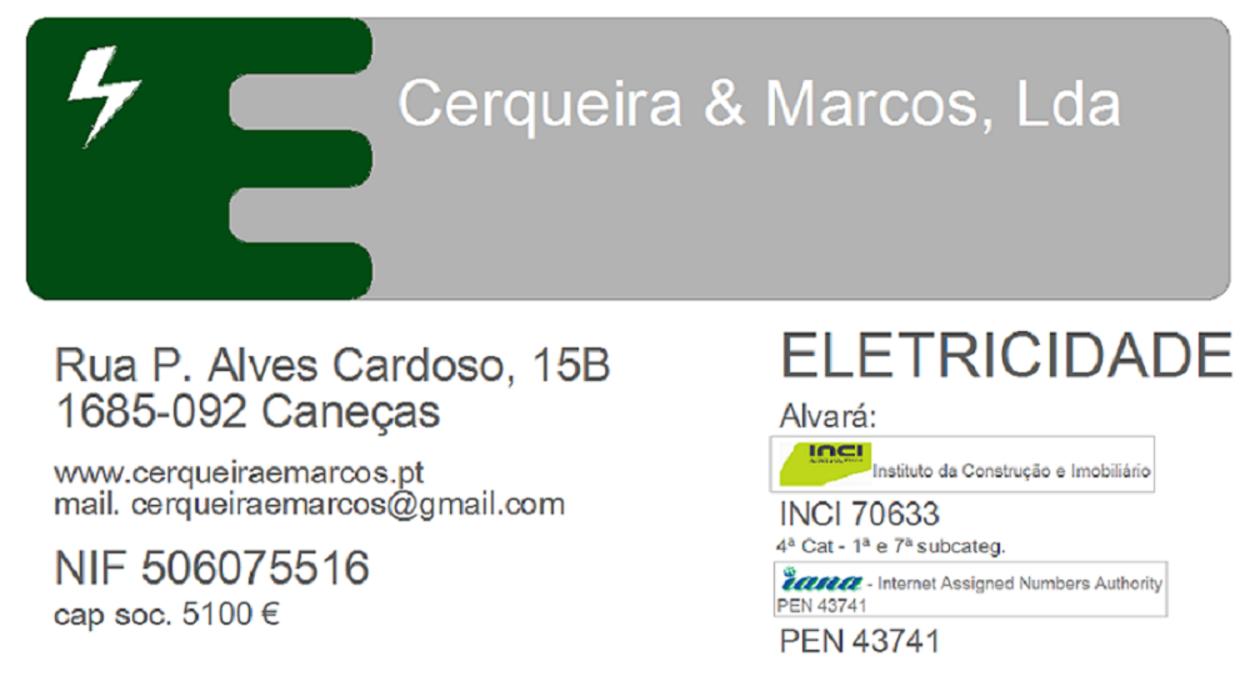 Cerqueira & Marcos, Lda
Rua P. Alves Cardoso, 15B
1685-092 Caneças
www.cerqueiraemarcos.pt
mail. cerqueiraemarcos@gmail.com
NIF 506075516
cap soc. 5100 €
ELETRICIDADE
Alvará:
INCI
Instituto da Construção e Imobiliário
INCI 70633
4ª Cat - 1ª e 7ª subcateg.
iana - Internet Assigned Numbers Authority
PEN 43741
PEN 43741